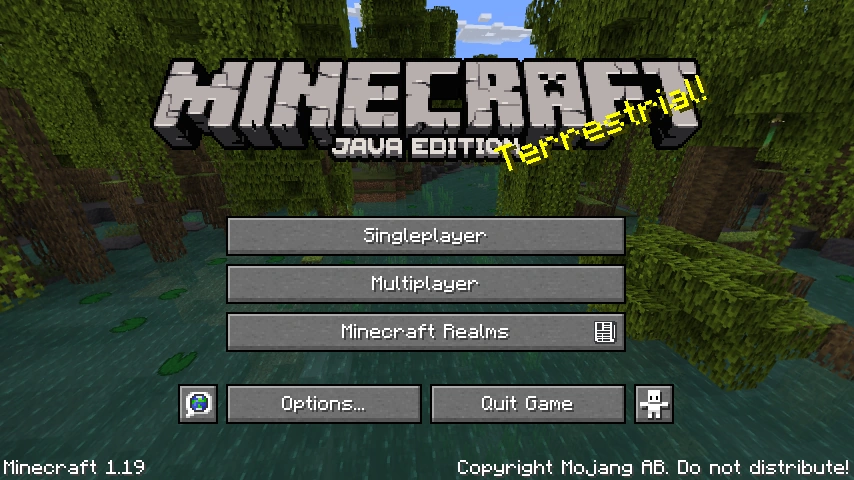 MINECRAFT
JAVA EDITION
Terrestrial!
Singleplayer
Multiplayer
Minecraft Realms
Options...
Quit Game
Minecraft 1.19
Copyright Mojang AB. Do not distribute!